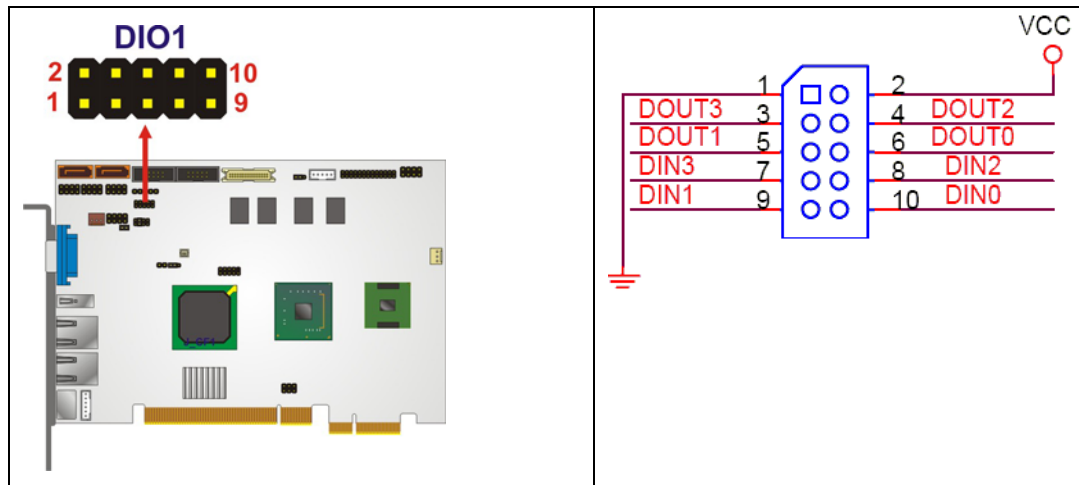 DIO1
2 10
1 9
J_CF1
VCC
1 2
DOUT3 3 4 DOUT2
DOUT1 5 6 DOUT0
DIN3 7 8 DIN2
DIN1 9 10 DIN0